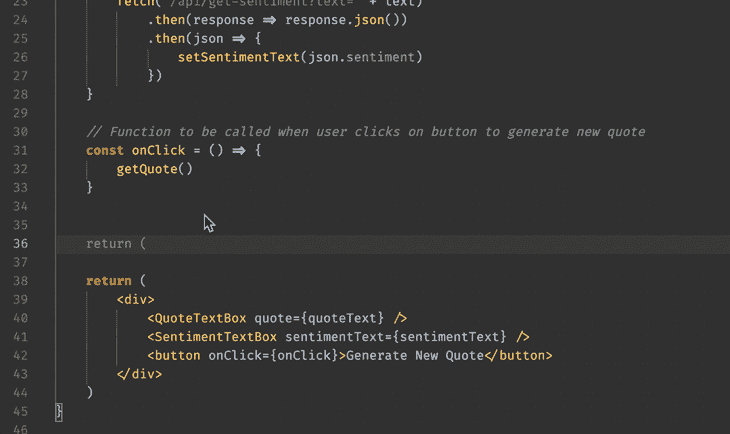 23 fetch("/api/get-sentiment?text=" + text)
24 .then(response => response.json())
25 .then(json => {
26 setSentimentText(json.sentiment)
27 })
28 }
29
30 // Function to be called when user clicks on button to generate new quote
31 const onClick = () => {
32 getQuote()
33 }
34
35
36 return (
37
38 return (
39 <div>
40 <QuoteTextBox quote={quoteText} />
41 <SentimentTextBox sentimentText={sentimentText} />
42 <button onClick={onClick}>Generate New Quote</button>
43 </div>
44 )
45 }
46